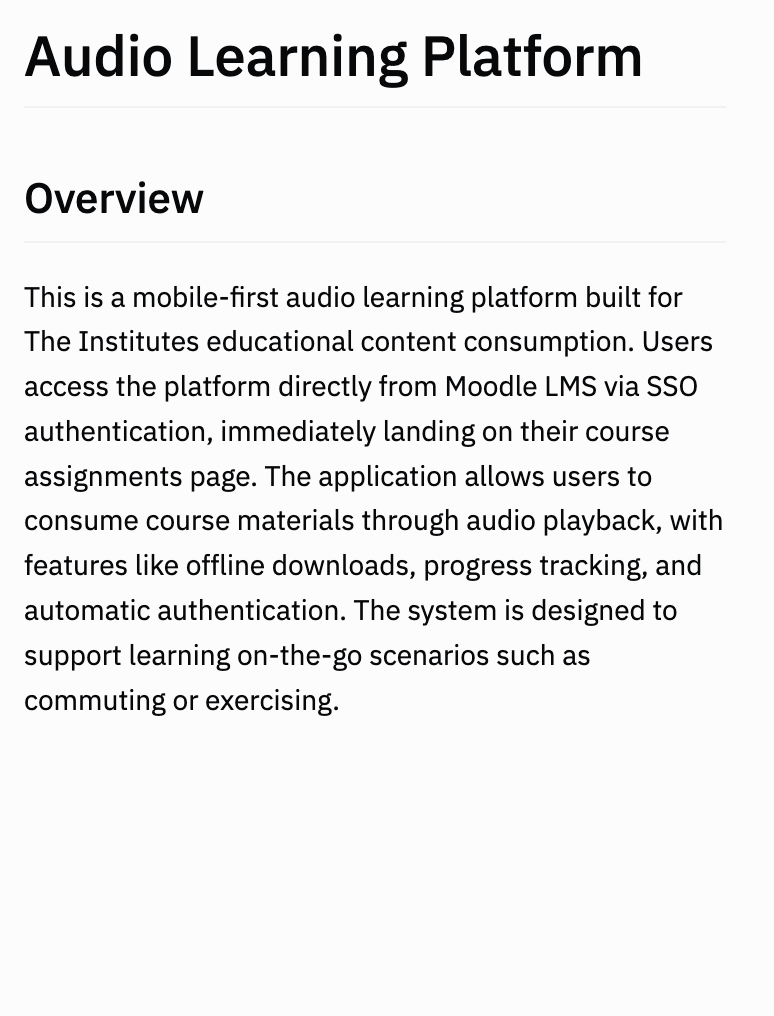 Audio Learning Platform
Overview
This is a mobile-first audio learning platform built for
The Institutes educational content consumption. Users
access the platform directly from Moodle LMS via SSO
authentication, immediately landing on their course
assignments page. The application allows users to
consume course materials through audio playback, with
features like offline downloads, progress tracking, and
automatic authentication. The system is designed to
support learning on-the-go scenarios such as
commuting or exercising.